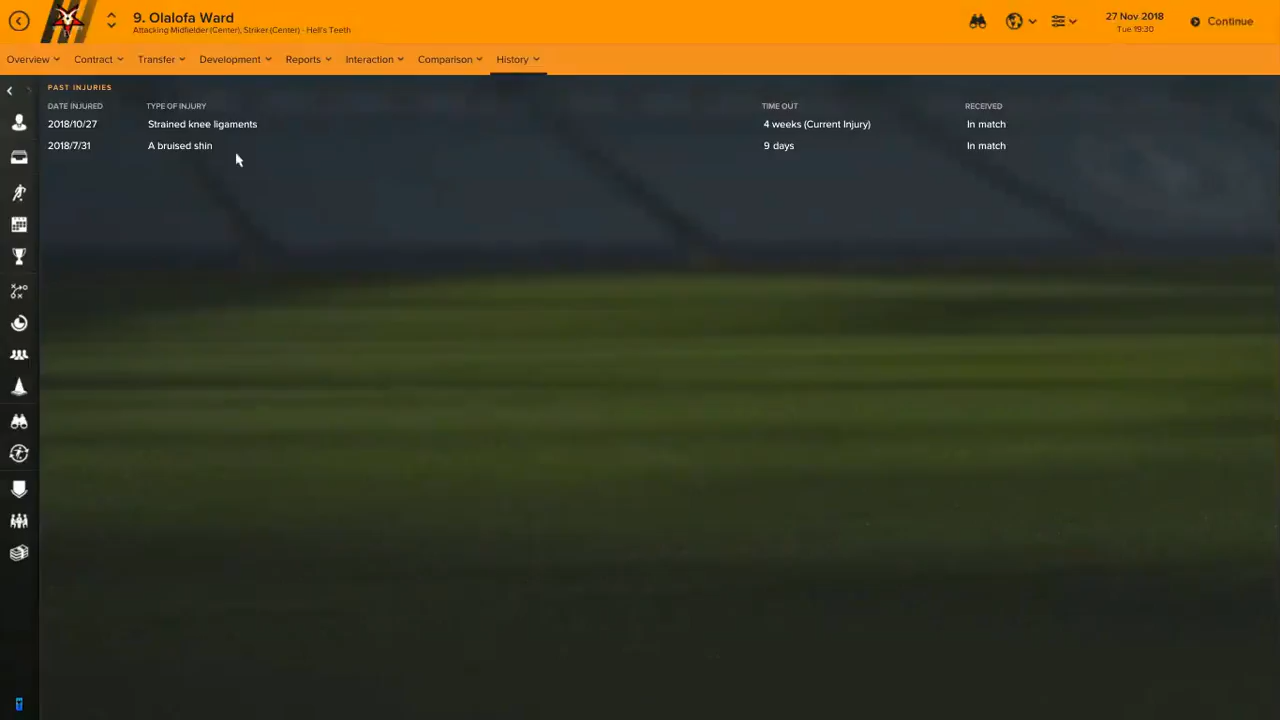 9. Olalofa Ward
Attacking Midfielder (Center), Striker (Center) - Hell's Teeth
27 Nov 2018
Tue 19:30
Continue
Overview Contract Transfer Development Reports Interaction Comparison History
PAST INJURIES
DATE INJURED TYPE OF INJURY TIME OUT RECEIVED
2018/10/27 Strained knee ligaments 4 weeks (Current Injury) In match
2018/7/31 A bruised shin 9 days In match